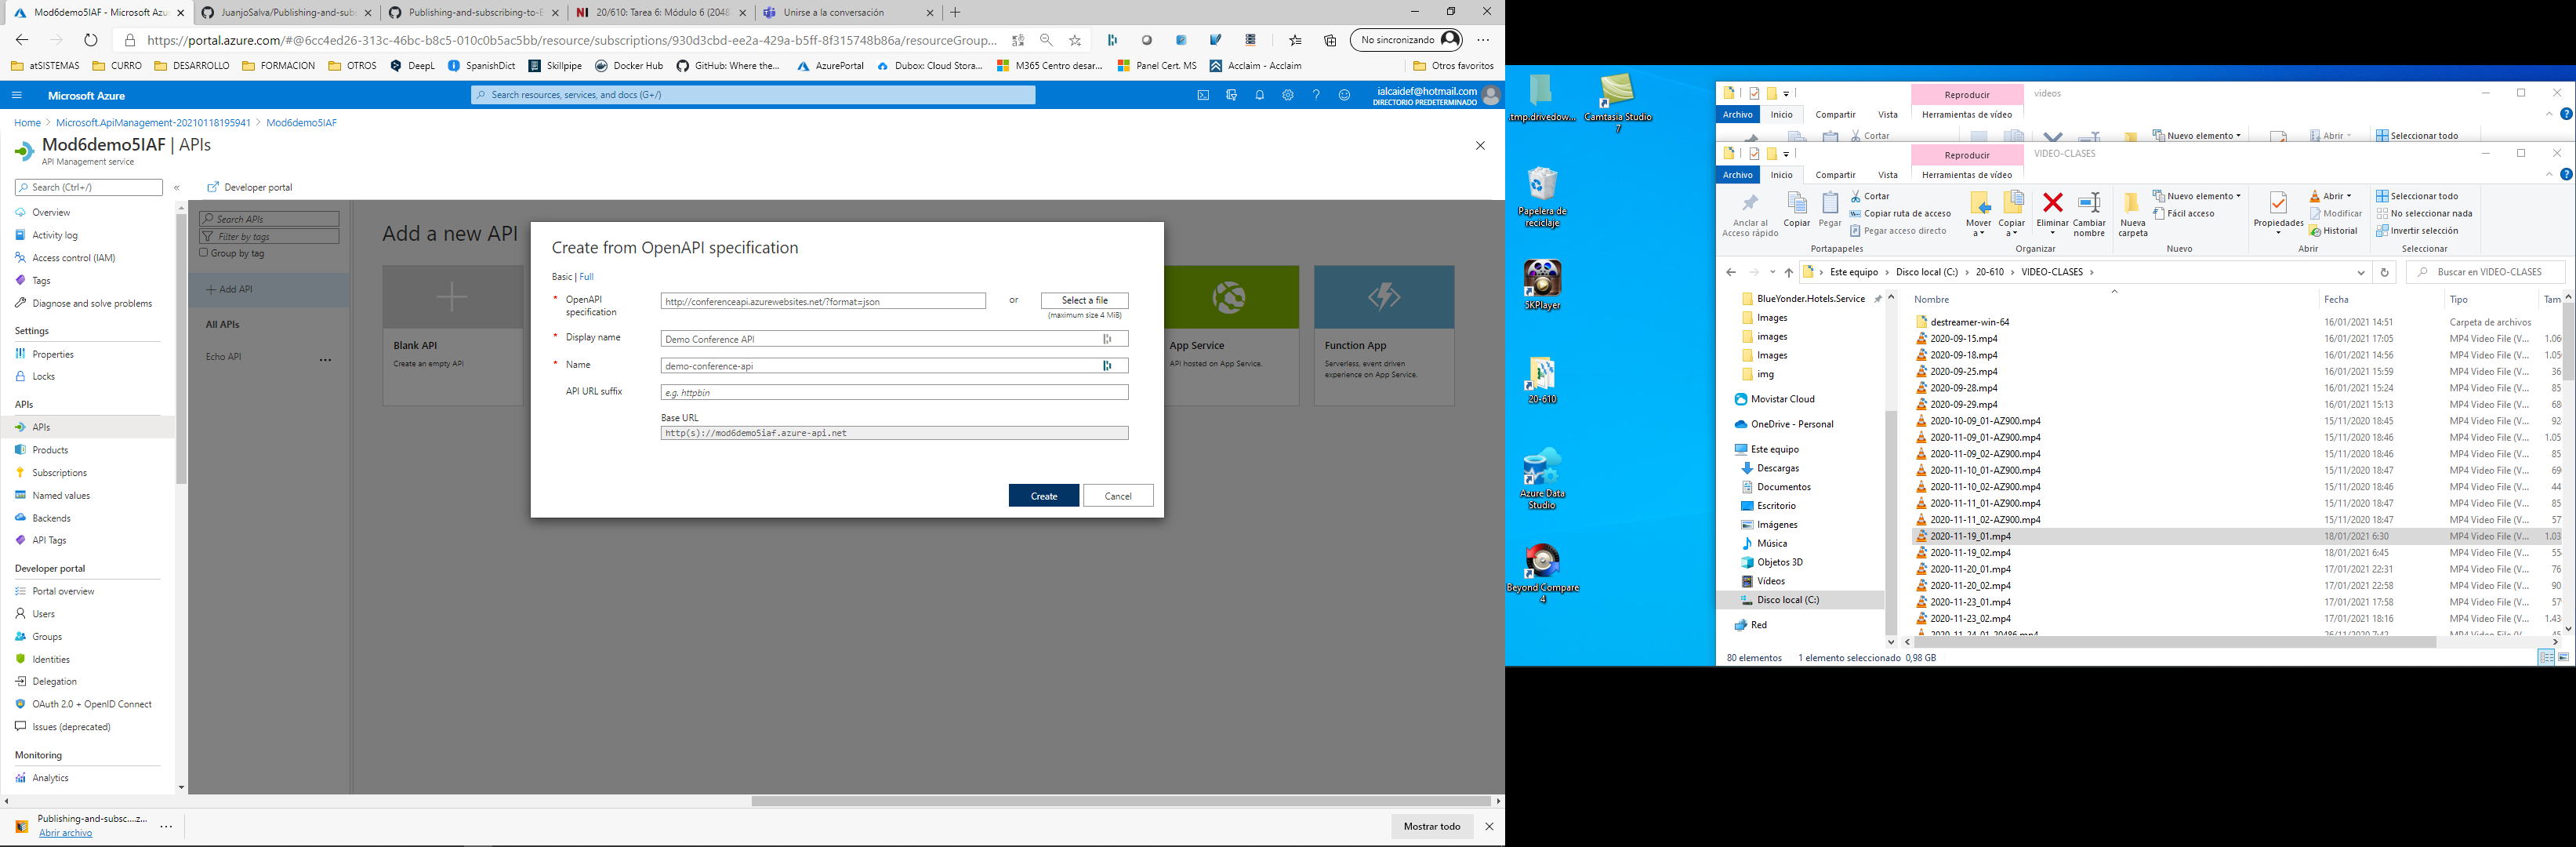 Mod6demo5IAF - Microsoft Azu
JuanjoSalva/Publishing-and-subs
Publishing-and-subscribing-to-E
20/610: Tarea 6: Módulo 6 (2048
Unirse a la conversación
https://portal.azure.com/#@6cc4ed26-313c-46bc-b8c5-010c0b5ac5bb/resource/subscriptions/930d3cbd-ee2a-429a-b5ff-8f315748b86a/resourceGroup...
No sincronizando
atSISTEMAS
CURRO
DESARROLLO
FORMACION
OTROS
DeepL
SpanishDict
Skillpipe
Docker Hub
GitHub: Where the...
AzurePortal
Dubox: Cloud Stora...
M365 Centro desar...
Panel Cert. MS
Acclaim - Acclaim
Otros favoritos
Microsoft Azure
Search resources, services, and docs (G+/)
ialcaidef@hotmail.com
DIRECTORIO PREDETERMINADO
Home > Microsoft.ApiManagement-20210118195941 > Mod6demo5IAF
Mod6demo5IAF | APIs
API Management service
Search (Ctrl+/)
«
Developer portal
Overview
Activity log
Access control (IAM)
Tags
Diagnose and solve problems
Settings
Properties
Locks
APIs
APIs
Products
Subscriptions
Named values
Backends
API Tags
Developer portal
Portal overview
Users
Groups
Identities
Delegation
OAuth 2.0 + OpenID Connect
Issues (deprecated)
Monitoring
Analytics
Search APIs
Filter by tags
Group by tag
+ Add API
All APIs
Echo API
...
Add a new API
Blank API
Create an empty API
App Service
API hosted on App Service.
Function App
Serverless, event driven
experience on App Service.
Create from OpenAPI specification
Basic | Full
* OpenAPI
specification
http://conferenceapi.azurewebsites.net/?format=json
or
Select a file
(maximum size 4 MiB)
* Display name
Demo Conference API
* Name
demo-conference-api
API URL suffix
e.g. httpbin
Base URL
http(s)://mod6demo5iaf.azure-api.net
Create
Cancel
Publishing-and-subsc....z...
Abrir archivo
Mostrar todo
.tmp.drivedow...
Camtasia Studio
7
Papelera de
reciclaje
5KPlayer
20-610
Azure Data
Studio
Beyond Compare
4
Reproducir
videos
Archivo
Inicio
Compartir
Vista
Herramientas de vídeo
Cortar
Nuevo elemento
Abrir
Seleccionar todo
Reproducir
VIDEO-CLASES
Archivo
Inicio
Compartir
Vista
Herramientas de vídeo
Anclar al
Acceso rápido
Copiar
Pegar
Cortar
Copiar ruta de acceso
Pegar acceso directo
Portapapeles
Mover
a
Copiar
a
Eliminar
Cambiar
nombre
Organizar
Nueva
carpeta
Nuevo elemento
Fácil acceso
Nuevo
Propiedades
Abrir
Modificar
Historial
Abrir
Seleccionar todo
No seleccionar nada
Invertir selección
Seleccionar
Este equipo > Disco local (C:) > 20-610 > VIDEO-CLASES >
Buscar en VIDEO-CLASES
BlueYonder.Hotels.Service
Images
images
Images
img
Movistar Cloud
OneDrive - Personal
Este equipo
Descargas
Documentos
Escritorio
Imágenes
Música
Objetos 3D
Vídeos
Disco local (C:)
Red
Nombre Fecha Tipo Tam
destreamer-win-64 16/01/2021 14:51 Carpeta de archivos
2020-09-15.mp4 16/01/2021 17:05 MP4 Video File (V... 1.06
2020-09-18.mp4 16/01/2021 14:56 MP4 Video File (V... 1.05
2020-09-25.mp4 16/01/2021 15:59 MP4 Video File (V... 36
2020-09-28.mp4 16/01/2021 15:24 MP4 Video File (V... 85
2020-09-29.mp4 16/01/2021 15:13 MP4 Video File (V... 68
2020-10-09_01-AZ900.mp4 15/11/2020 18:45 MP4 Video File (V... 92
2020-11-09_01-AZ900.mp4 15/11/2020 18:46 MP4 Video File (V... 1.05
2020-11-09_02-AZ900.mp4 15/11/2020 18:46 MP4 Video File (V... 85
2020-11-10_01-AZ900.mp4 15/11/2020 18:47 MP4 Video File (V... 69
2020-11-10_02-AZ900.mp4 15/11/2020 18:46 MP4 Video File (V... 44
2020-11-11_01-AZ900.mp4 15/11/2020 18:47 MP4 Video File (V... 85
2020-11-11_02-AZ900.mp4 15/11/2020 18:47 MP4 Video File (V... 57
2020-11-19_01.mp4 18/01/2021 6:30 MP4 Video File (V... 1.03
2020-11-19_02.mp4 18/01/2021 6:45 MP4 Video File (V... 55
2020-11-20_01.mp4 17/01/2021 22:31 MP4 Video File (V... 76
2020-11-20_02.mp4 17/01/2021 22:58 MP4 Video File (V... 90
2020-11-23_01.mp4 17/01/2021 17:58 MP4 Video File (V... 57
2020-11-23_02.mp4 17/01/2021 18:16 MP4 Video File (V... 1.43
2020-11-24_01-20486.mp4 26/11/2020 7:42 MP4 Video File (V... 45
80 elementos
1 elemento seleccionado 0,98 GB